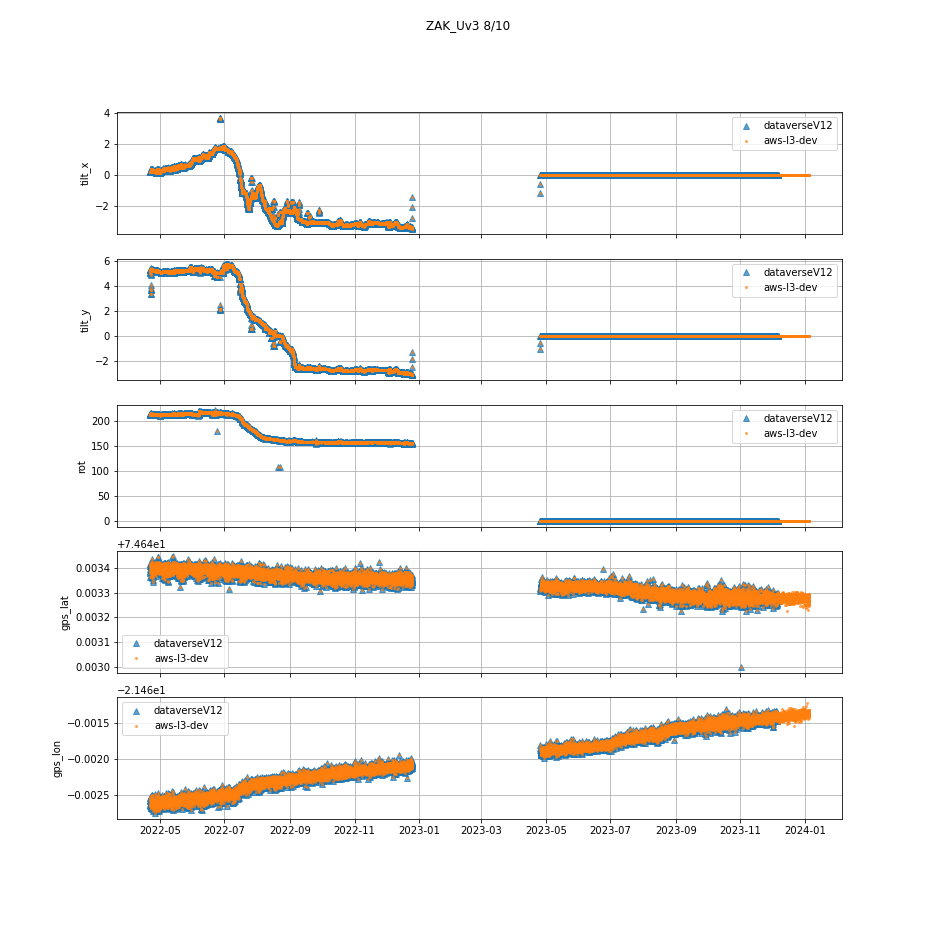 ZAK_Uv3 8/10
tilt_x
4
2
0
−2
dataverseV12
aws-l3-dev
tilt_y
6
4
2
0
−2
dataverseV12
aws-l3-dev
rot
200
150
100
50
0
dataverseV12
aws-l3-dev
+7.464e1
gps_lat
0.0034
0.0033
0.0032
0.0031
0.0030
dataverseV12
aws-l3-dev
−2.146e1
gps_lon
−0.0015
−0.0020
−0.0025
dataverseV12
aws-l3-dev
2022-05 2022-07 2022-09 2022-11 2023-01 2023-03 2023-05 2023-07 2023-09 2023-11 2024-01